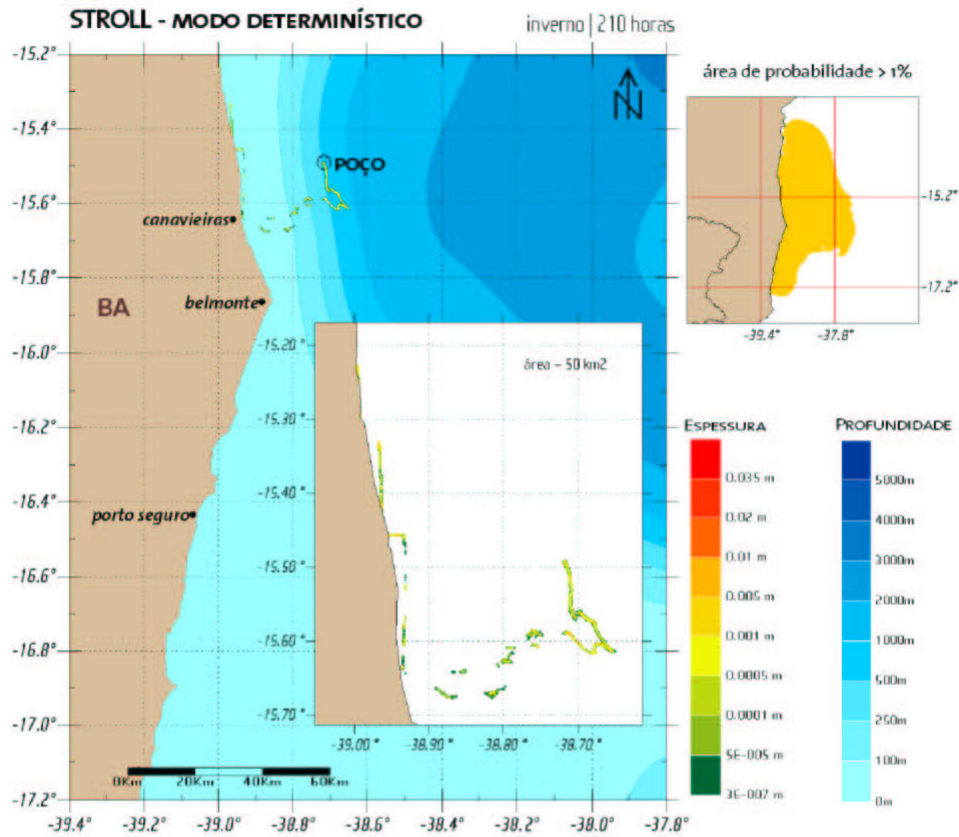 STROLL - MODO DETERMINÍSTICO
inverno | 210 horas
-15.2°
-15.4°
-15.6°
-15.8°
-16.0°
-16.2°
-16.4°
-16.6°
-16.8°
-17.0°
-17.2°
-39.4°
-39.2°
-39.0°
-38.8°
-38.6°
-38.4°
-38.2°
-38.0°
-37.8°
N
POÇO
canavieiras
BA
belmonte
porto seguro
0Km
20Km
40Km
60Km
área ~ 50 km2
-15.20°
-15.30°
-15.40°
-15.50°
-15.60°
-15.70°
-39.00°
-38.90°
-38.80°
-38.70°
área de probabilidade > 1%
-15.2°
-17.2°
-39.4°
-37.8°
ESPESSURA
0.035 m
0.02 m
0.01 m
0.005 m
0.001 m
0.0005 m
0.0001 m
5E-005 m
3E-007 m
PROFUNDIDADE
5000m
4000m
3000m
2000m
1000m
500m
250m
100m
0m